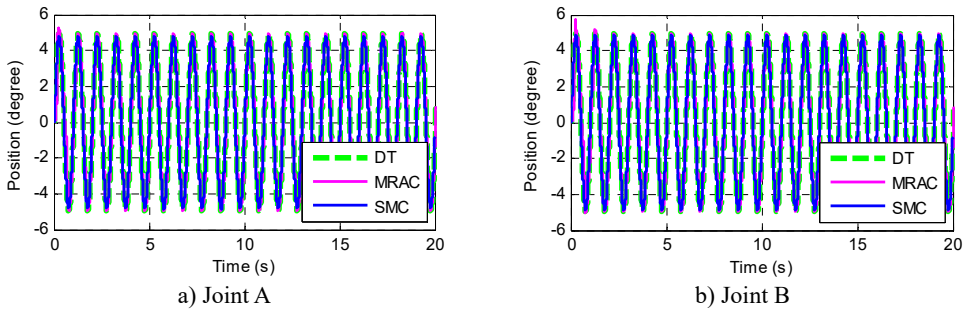 Position (degree)
6
4
2
0
-2
-4
-6
0
5
10
15
20
Time (s)
DT
MRAC
SMC
a) Joint A
Position (degree)
6
4
2
0
-2
-4
-6
0
5
10
15
20
Time (s)
DT
MRAC
SMC
b) Joint B